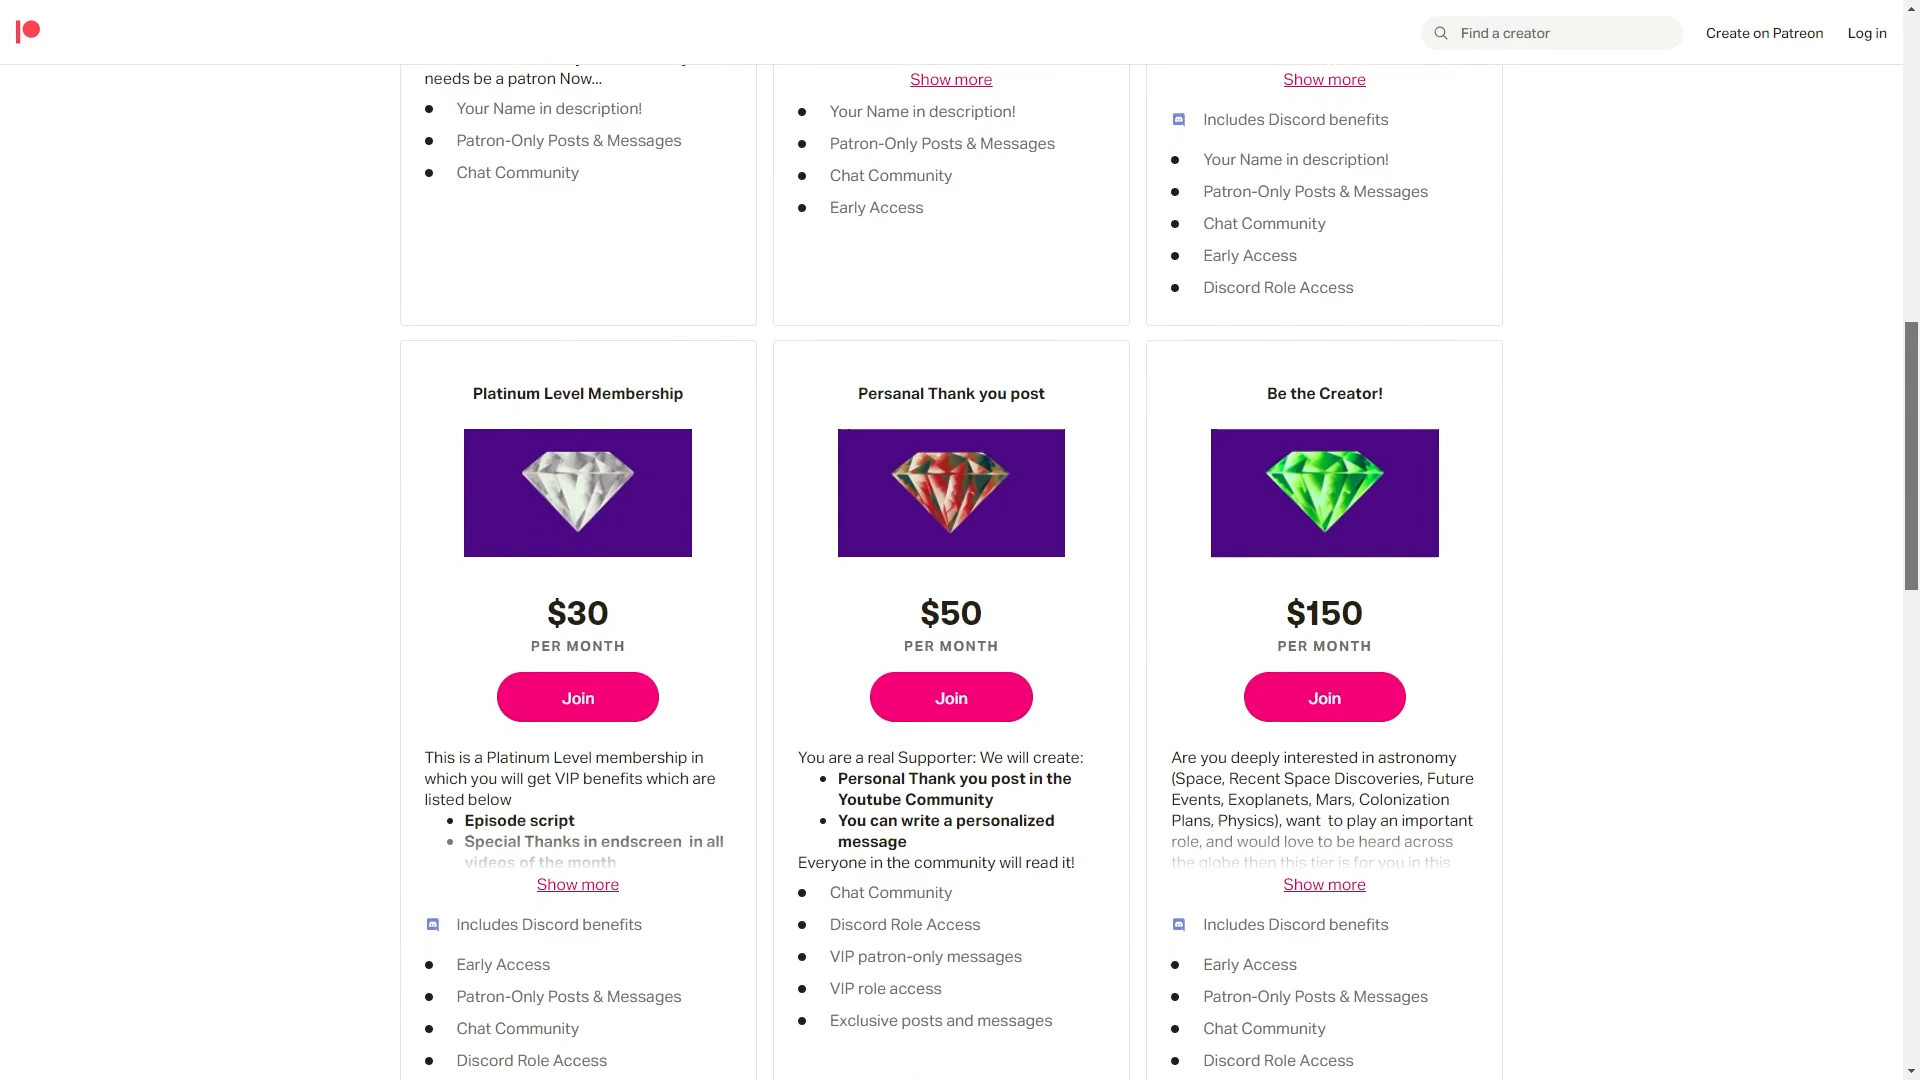 Find a creator
Create on Patreon
Log in
needs be a patron Now...
Your Name in description!
Patron-Only Posts & Messages
Chat Community
Show more
Your Name in description!
Patron-Only Posts & Messages
Chat Community
Early Access
Show more
Includes Discord benefits
Your Name in description!
Patron-Only Posts & Messages
Chat Community
Early Access
Discord Role Access
Platinum Level Membership
$30
PER MONTH
Join
This is a Platinum Level membership in
which you will get VIP benefits which are
listed below
Episode script
Special Thanks in endscreen in all
videos of the month
Show more
Includes Discord benefits
Early Access
Patron-Only Posts & Messages
Chat Community
Discord Role Access
Persanal Thank you post
$50
PER MONTH
Join
You are a real Supporter: We will create:
Personal Thank you post in the
Youtube Community
You can write a personalized
message
Everyone in the community will read it!
Chat Community
Discord Role Access
VIP patron-only messages
VIP role access
Exclusive posts and messages
Be the Creator!
$150
PER MONTH
Join
Are you deeply interested in astronomy
(Space, Recent Space Discoveries, Future
Events, Exoplanets, Mars, Colonization
Plans, Physics), want to play an important
role, and would love to be heard across
the globe then this tier is for you in this
Show more
Includes Discord benefits
Early Access
Patron-Only Posts & Messages
Chat Community
Discord Role Access